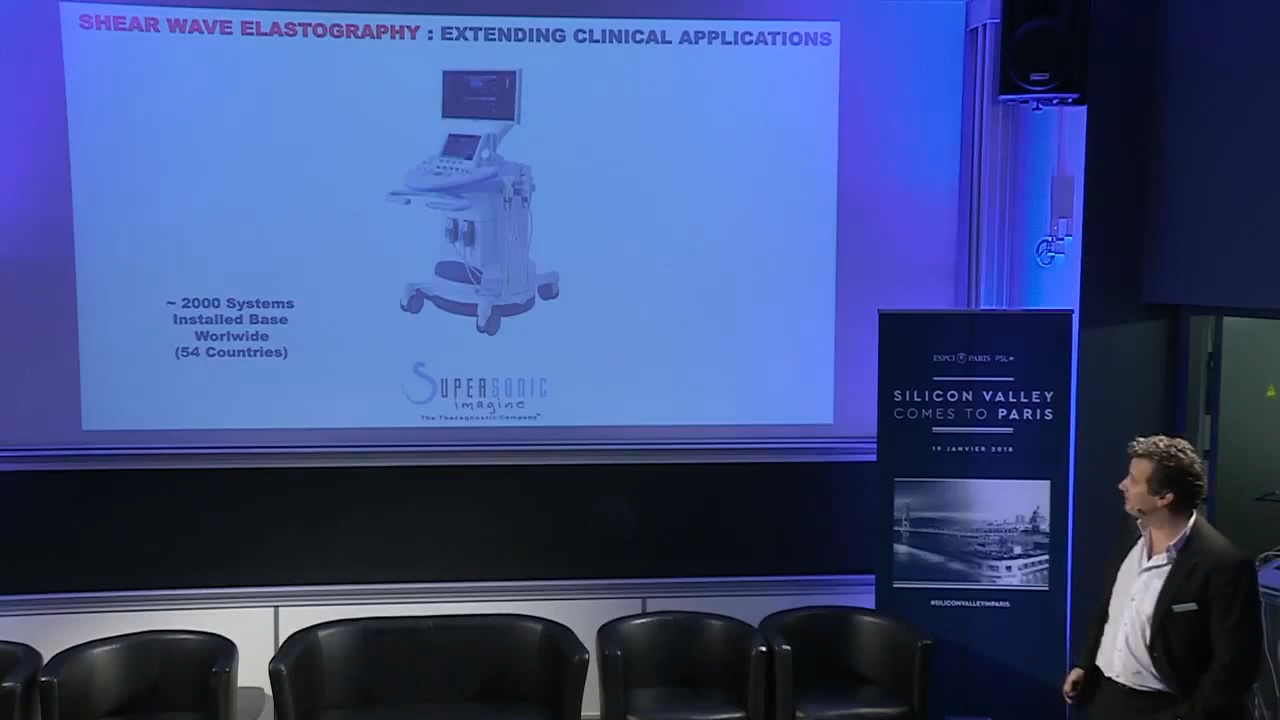 SHEAR WAVE ELASTOGRAPHY : EXTENDING CLINICAL APPLICATIONS
~ 2000 Systems
Installed Base
Worlwide
(54 Countries)
SUPERSONIC
imagine
The Theragnostic Company™
ESPCI PARIS PSL
SILICON VALLEY
COMES TO PARIS
19 JANVIER 2018
#SILICONVALLEYINPARIS